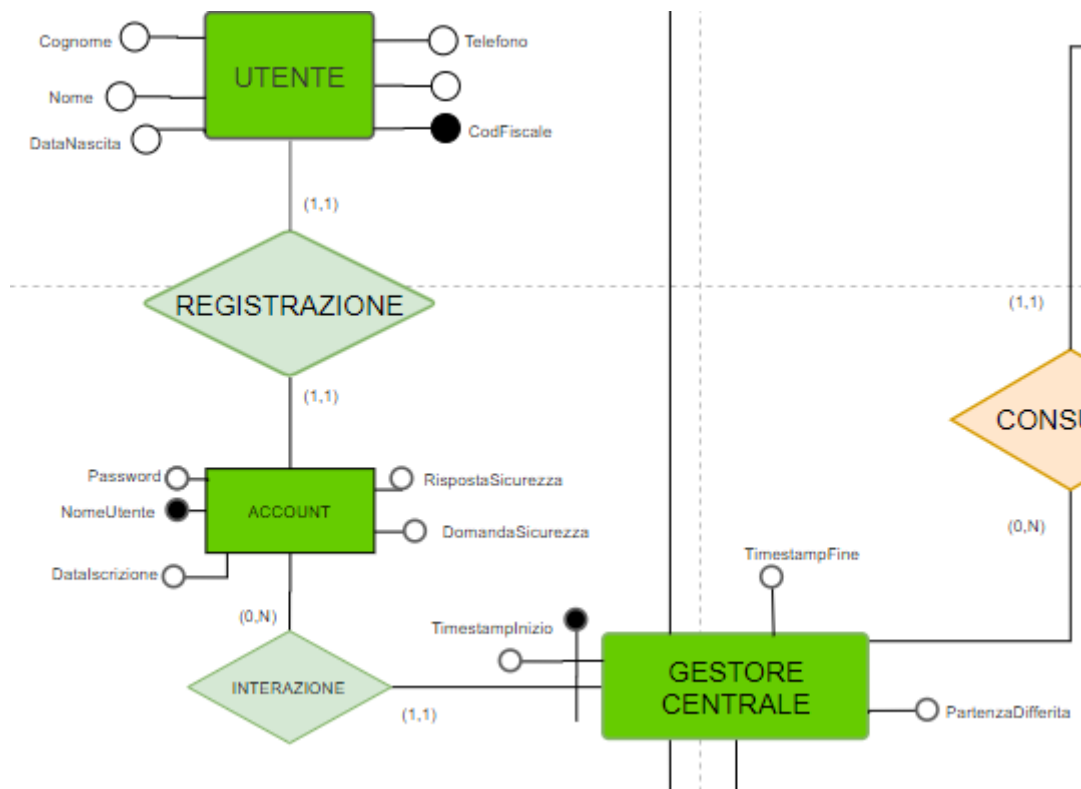 Cognome
Telefono
UTENTE
Nome
CodFiscale
DataNascita
(1,1)
REGISTRAZIONE
(1,1)
(1,1)
CONSU
Password
RispostaSicurezza
NomeUtente
ACCOUNT
DomandaSicurezza
(0,N)
TimestampFine
DataIscrizione
(0,N)
TimestampInizio
INTERAZIONE
GESTORE
CENTRALE
(1,1)
PartenzaDifferita